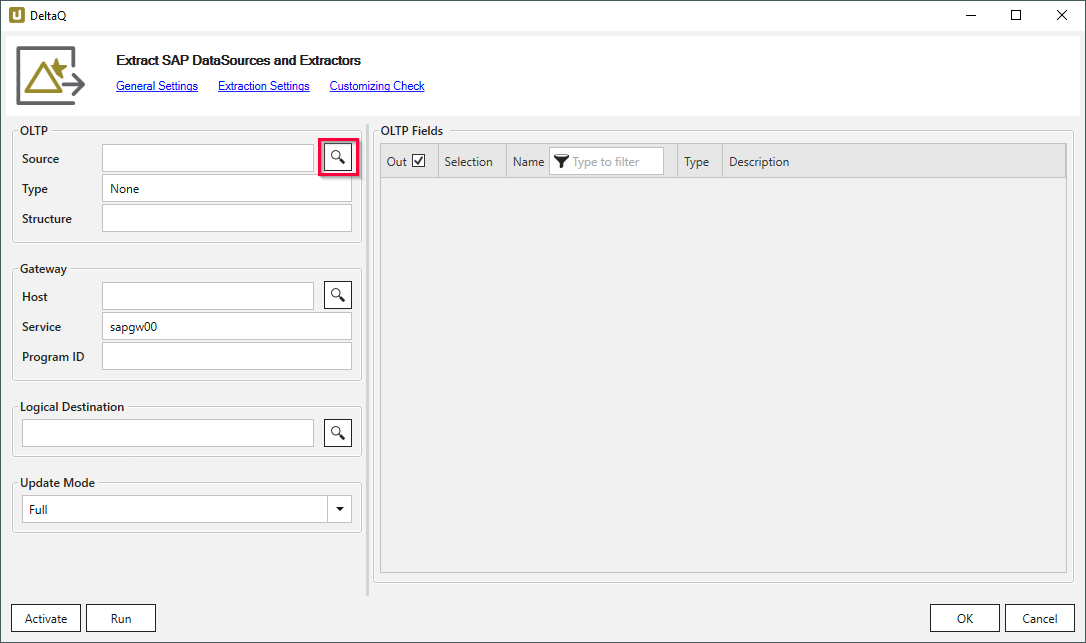 DeltaQ
Extract SAP DataSources and Extractors
General Settings Extraction Settings Customizing Check
OLTP
Source
Type None
Structure
Gateway
Host
Service sapgw00
Program ID
Logical Destination
Update Mode
Full
OLTP Fields
Out Selection Name Type to filter Type Description
Activate Run OK Cancel